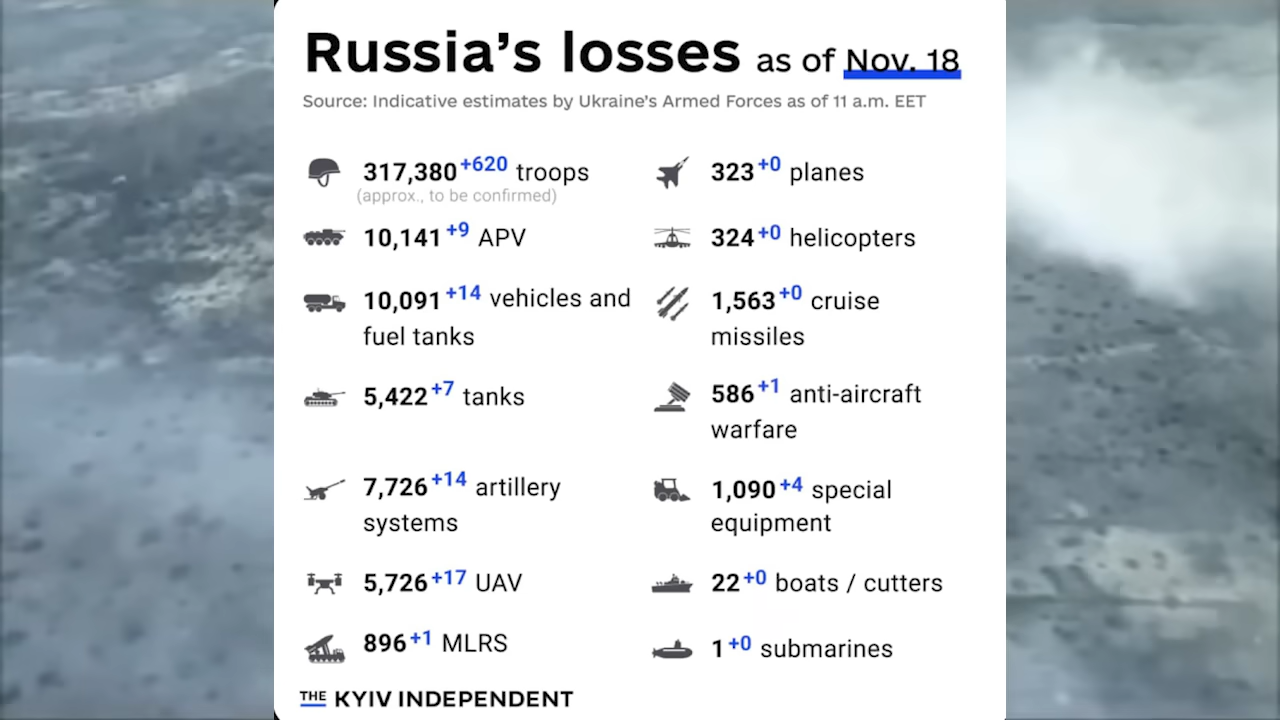 Russia's losses as of Nov. 18
Source: Indicative estimates by Ukraine's Armed Forces as of 11 a.m. EET
317,380 +620 troops
(approx., to be confirmed)
10,141 +9 APV
10,091 +14 vehicles and
fuel tanks
5,422 +7 tanks
7,726 +14 artillery
systems
5,726 +17 UAV
896 +1 MLRS
323 +0 planes
324 +0 helicopters
1,563 +0 cruise
missiles
586 +1 anti-aircraft
warfare
1,090 +4 special
equipment
22 +0 boats / cutters
1 +0 submarines
THE KYIV INDEPENDENT